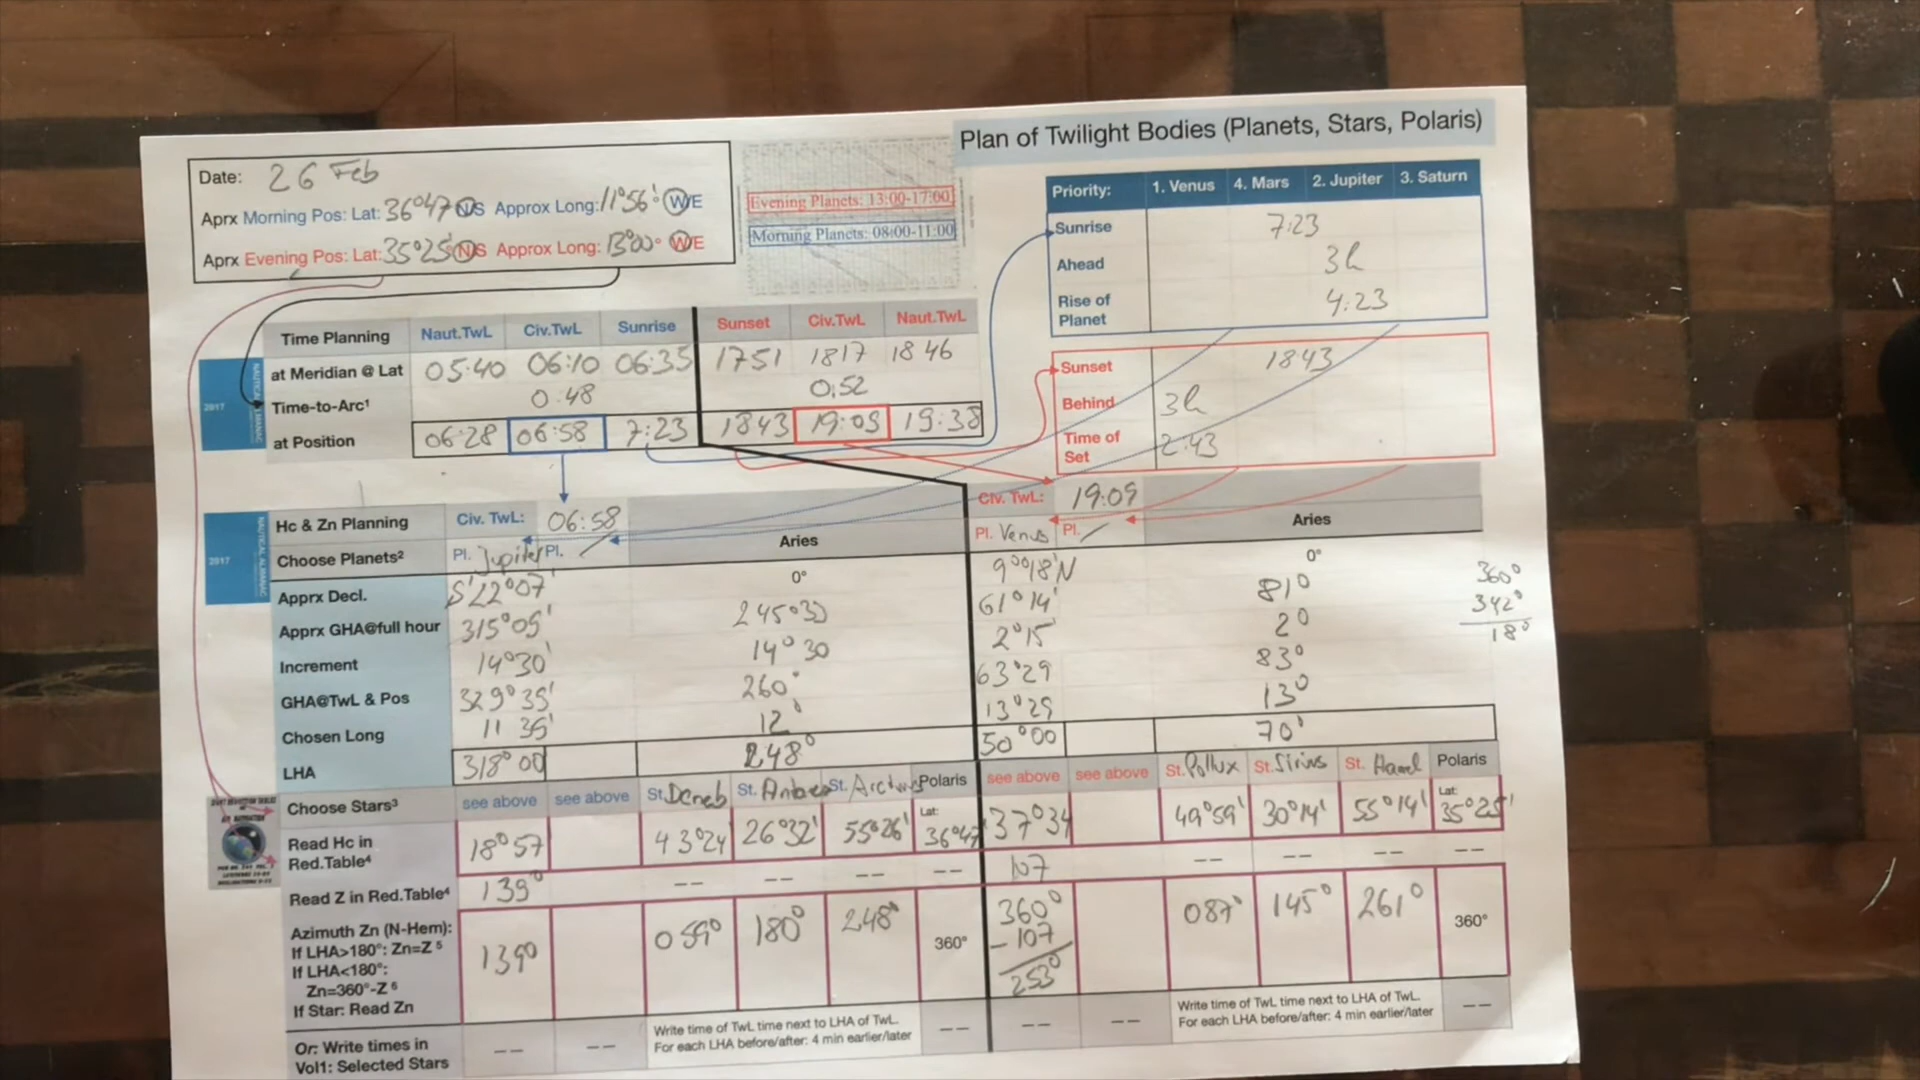 Plan of Twilight Bodies (Planets, Stars, Polaris)
Date: 26 Feb
Aprx Morning Pos: Lat: 36°47' N/S Approx Long: 11°56' W/E
Aprx Evening Pos: Lat: 35°25' N/S Approx Long: 13°00' W/E
Evening Planets: 13:00-17:00
Morning Planets: 08:00-11:00
Priority: 1. Venus 4. Mars 2. Jupiter 3. Saturn
Sunrise 7:23
Ahead 3h
Rise of Planet 4:23
Time Planning Naut.TwL Civ.TwL Sunrise Sunset Civ.TwL Naut.TwL
at Meridian @ Lat 05:40 06:10 06:35 1751 1817 1846
Time-to-Arc¹ 0:48 0:52
at Position 06:28 06:58 7:23 1843 19:09 19:38
2017
NAUTICAL ALMANAC
Sunset 1843
Behind 3h
Time of Set 2:43
Hc & Zn Planning Civ. TwL: 06:58 Civ. TwL: 19:09
Choose Planets² Pl. Jupiter Pl. / Aries Pl. Venus Pl. / Aries
2017
NAUTICAL ALMANAC
Apprx Decl. S 22°07' 0° 9°018'N 0°
Apprx GHA@full hour 315°05' 245°30 61°14' 81°
Increment 14°30' 14°30 2°15' 2°
GHA@TwL & Pos 329°35' 260° 63°29 83°
Chosen Long 11 35' 12° 13°29 13°
LHA 318°00 248° 50°00 70°
360°
342°
18°
Choose Stars³ see above see above St. Deneb St. Antares St. Arcturus Polaris see above see above St. Pollux St. Sirius St. Hamel Polaris
Read Hc in Red.Table⁴ 18°57 43°24' 26°32' 55°26' Lat: 36°47' 37°34 49°59' 30°14' 55°14' Lat: 35°25'
Read Z in Red.Table⁴ 139° -- -- -- -- 107 -- -- -- --
Azimuth Zn (N-Hem):
If LHA>180°: Zn=Z ⁵
If LHA<180°:
Zn=360°-Z ⁶
If Star: Read Zn
139° 059° 180° 248° 360° 360° 087° 145° 261° 360°
-107
253°
Or: Write times in
Vol1: Selected Stars
-- -- Write time of TwL time next to LHA of TwL.
For each LHA before/after: 4 min earlier/later
-- -- -- Write time of TwL time next to LHA of TwL.
For each LHA before/after: 4 min earlier/later
--